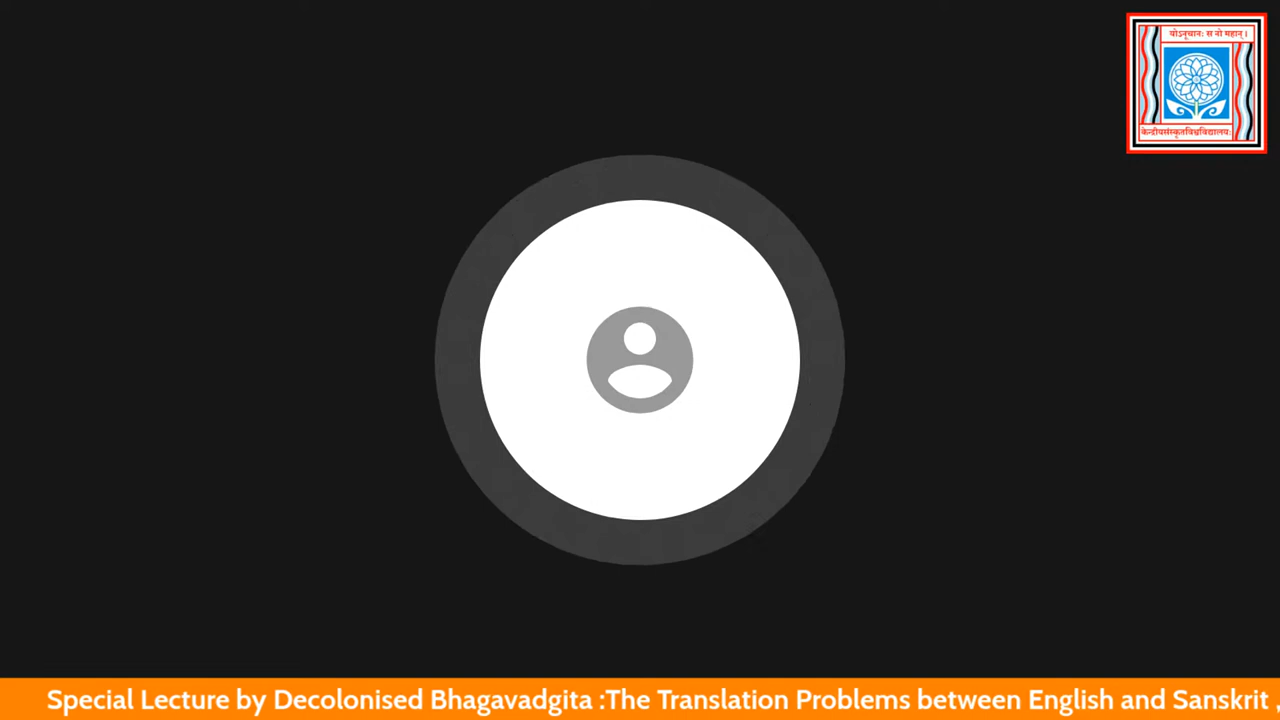 योऽनूचानः स नो महान् ।
केन्द्रीयसंस्कृतविश्वविद्यालयः
Special Lecture by Decolonised Bhagavadgita :The Translation Problems between English and Sanskrit ,